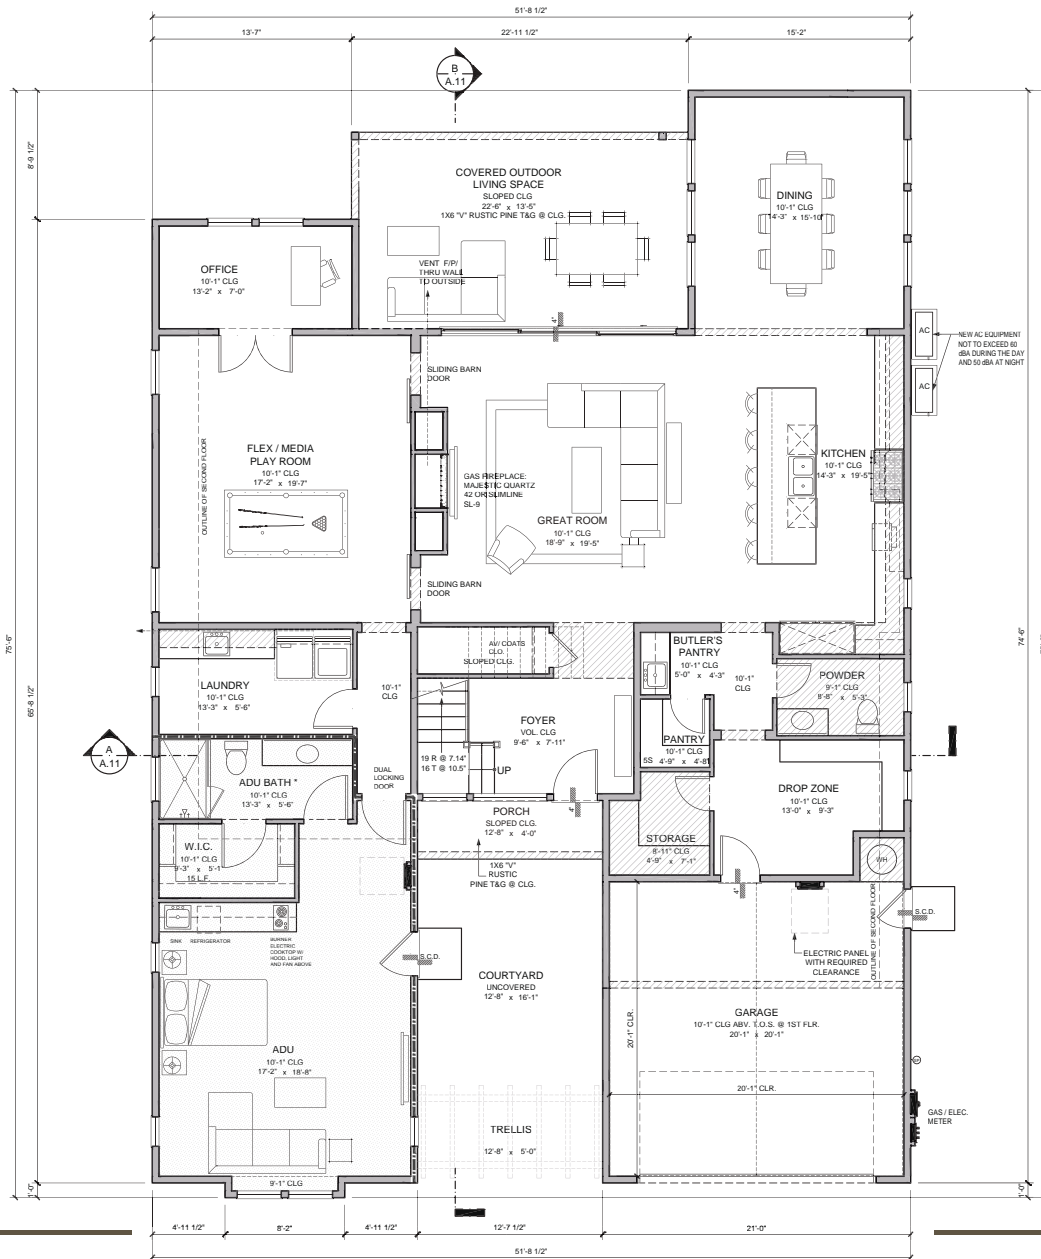 51'-8 1/2"
13'-7"
22'-11 1/2"
15'-2"
B
A.11
8'-9 1/2"
COVERED OUTDOOR
LIVING SPACE
SLOPED CLG
22'-6" x 13'-5"
1X6 "V" RUSTIC PINE T&G @ CLG.
DINING
10'-1" CLG
14'-3" x 15'-10"
OFFICE
10'-1" CLG
13'-2" x 7'-0"
VENT F/P/
THRU WALL
TO OUTSIDE
4"
AC
AC
NEW AC EQUIPMENT
NOT TO EXCEED 60
dBA DURING THE DAY
AND 50 dBA AT NIGHT
SLIDING BARN
DOOR
OUTLINE OF SECOND FLOOR
FLEX / MEDIA
PLAY ROOM
10'-1" CLG
17'-2" x 19'-7"
GAS FIREPLACE:
MAJESTIC QUARTZ
42 OR SLIMLINE
SL-9
GREAT ROOM
10'-1" CLG
18'-9" x 19'-5"
KITCHEN
10'-1" CLG
14'-3" x 19'-5"
SLIDING BARN
DOOR
75'-6"
65'-8 1/2"
74'-6"
AV/ COATS
CLO.
SLOPED CLG.
BUTLER'S
PANTRY
10'-1" CLG
5'-0" x 4'-3"
10'-1"
CLG
POWDER
9'-1" CLG
8'-8" x 5'-3"
LAUNDRY
10'-1" CLG
13'-3" x 5'-6"
10'-1"
CLG
FOYER
VOL. CLG
9'-6" x 7'-11"
PANTRY
10'-1" CLG
5S 4'-9" x 4'-8"
A
A.11
19 R @ 7.14"
16 T @ 10.5"
UP
ADU BATH *
10'-1" CLG
13'-3" x 5'-6"
DUAL
LOCKING
DOOR
DROP ZONE
10'-1" CLG
13'-0" x 9'-3"
4"
PORCH
SLOPED CLG.
12'-8" x 4'-0"
STORAGE
8'-11" CLG
4'-9" x 7'-1"
W.I.C.
10'-1" CLG
9'-3" x 5'-1"
15 L.F.
1X6 "V"
RUSTIC
PINE T&G @ CLG.
WH
4"
SINK
REFRIGERATOR
BURNER
ELECTRIC
COOKTOP W/
HOOD, LIGHT
AND FAN ABOVE
S.C.D.
S.C.D.
OUTLINE OF SECOND FLOOR
ELECTRIC PANEL
WITH REQUIRED
CLEARANCE
COURTYARD
UNCOVERED
12'-8" x 16'-1"
GARAGE
10'-1" CLG ABV. T.O.S. @ 1ST FLR.
20'-1" x 20'-1"
20'-1" CLR.
ADU
10'-1" CLG
17'-2" x 18'-8"
20'-1" CLR.
GAS / ELEC.
METER
TRELLIS
12'-8" x 5'-0"
9'-1" CLG
1'-0"
1'-0"
4'-11 1/2"
8'-2"
4'-11 1/2"
12'-7 1/2"
21'-0"
51'-8 1/2"